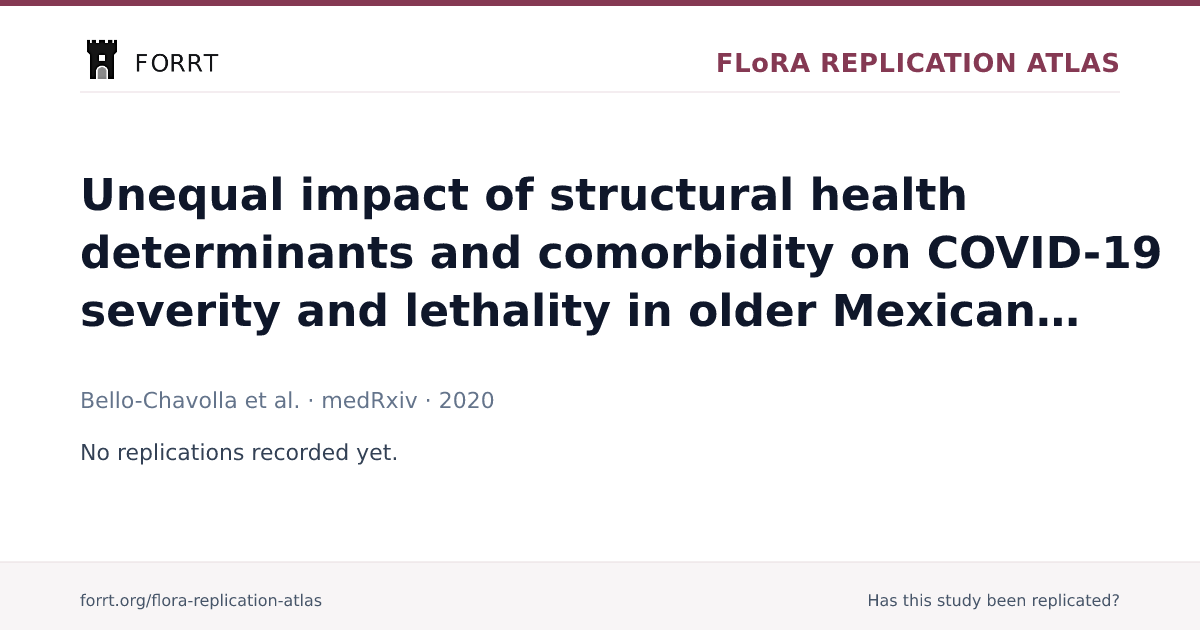 FORRT
FLoRA REPLICATION ATLAS
Unequal impact of structural health
determinants and comorbidity on COVID-19
severity and lethality in older Mexican…
Bello-Chavolla et al. · medRxiv · 2020
No replications recorded yet.
forrt.org/flora-replication-atlas
Has this study been replicated?